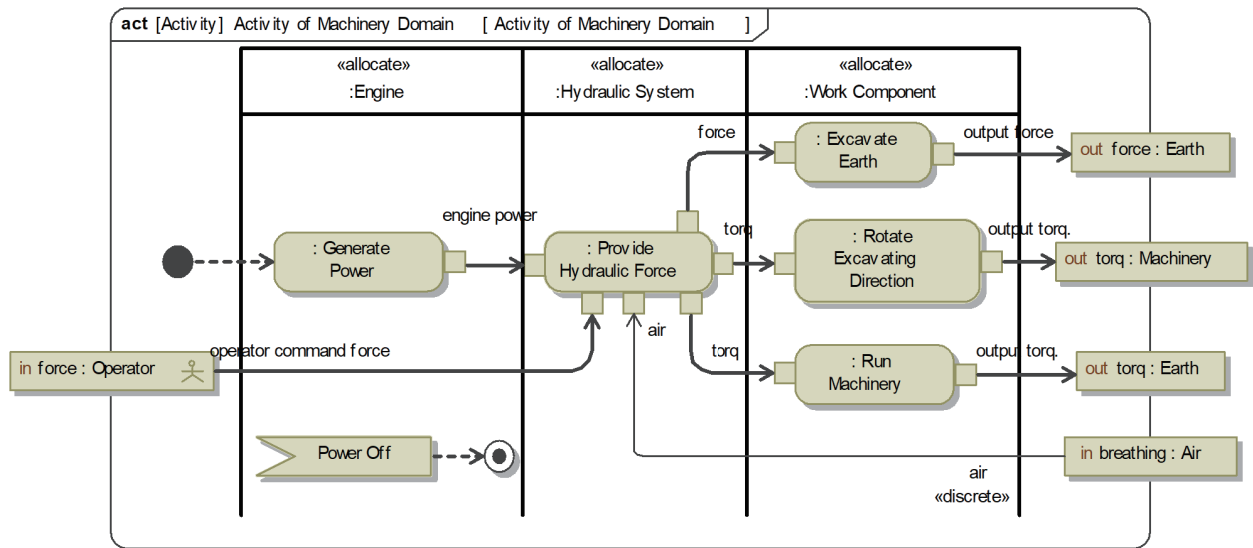 act [Activity] Activity of Machinery Domain [ Activity of Machinery Domain ]
«allocate»
:Engine
«allocate»
:Hydraulic System
«allocate»
:Work Component
force
: Excavate
Earth
output force
out force : Earth
engine power
: Generate
Power
: Provide
Hydraulic Force
torq
: Rotate
Excavating
Direction
output torq.
out torq : Machinery
air
operator command force
in force : Operator
torq
: Run
Machinery
output torq.
out torq : Earth
Power Off
in breathing : Air
air
«discrete»